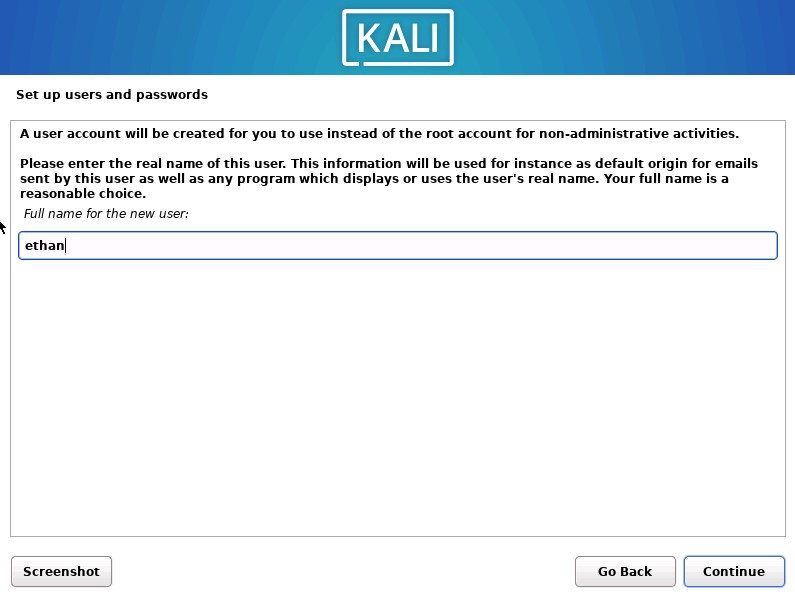 KALI
Set up users and passwords
A user account will be created for you to use instead of the root account for non-administrative activities.
Please enter the real name of this user. This information will be used for instance as default origin for emails
sent by this user as well as any program which displays or uses the user's real name. Your full name is a
reasonable choice.
Full name for the new user:
ethan
Screenshot
Go Back
Continue